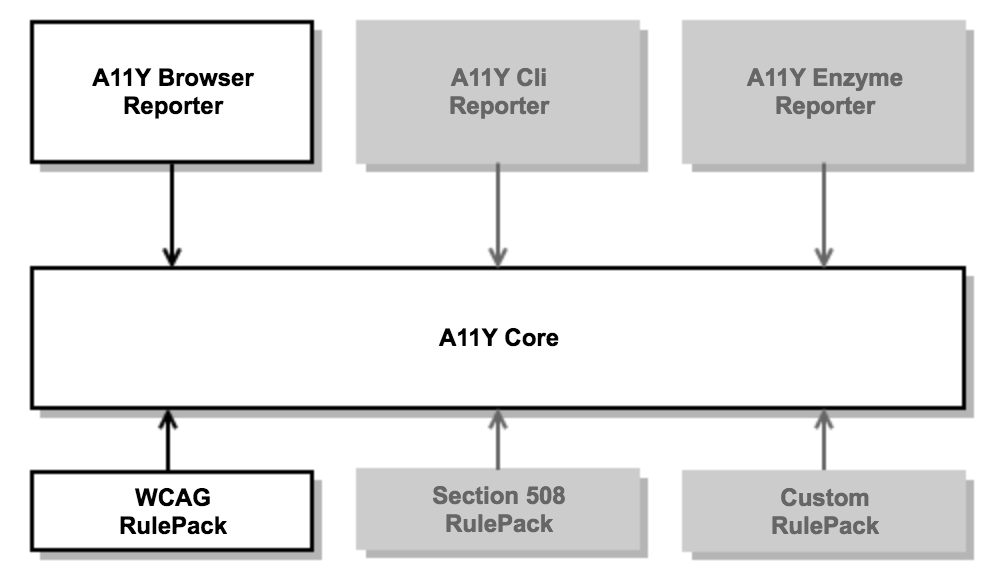 A11Y Browser
Reporter
A11Y Cli
Reporter
A11Y Enzyme
Reporter
A11Y Core
WCAG
RulePack
Section 508
RulePack
Custom
RulePack